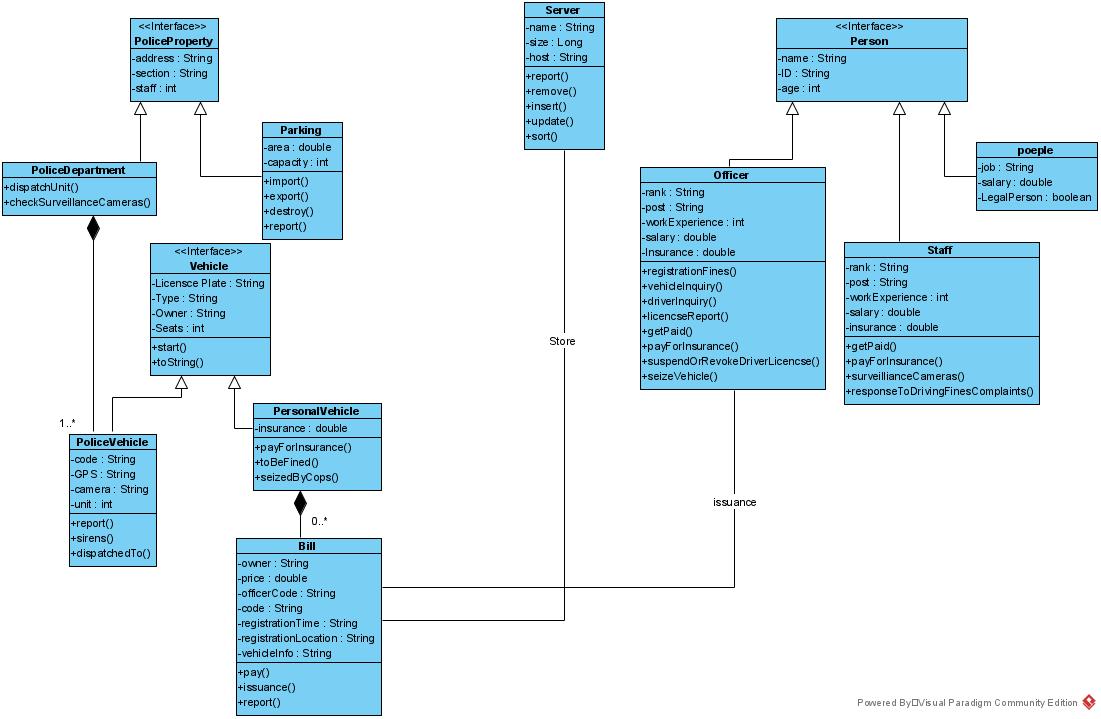 <<Interface>>
PoliceProperty
-address : String
-section : String
-staff : int
Server
-name : String
-size : Long
-host : String
+report()
+remove()
+insert()
+update()
+sort()
<<Interface>>
Person
-name : String
-ID : String
-age : int
Parking
-area : double
-capacity : int
+import()
+export()
+destroy()
+report()
poeple
-job : String
-salary : double
-LegalPerson : boolean
PoliceDepartment
+dispatchUnit()
+checkSurveillanceCameras()
Officer
-rank : String
-post : String
-workExperience : int
-salary : double
-Insurance : double
+registrationFines()
+vehicleInquiry()
+driverInquiry()
+licencseReport()
+getPaid()
+payForInsurance()
+suspendOrRevokeDriverLicencse()
+seizeVehicle()
<<Interface>>
Vehicle
-Licensce Plate : String
-Type : String
-Owner : String
-Seats : int
+start()
+toString()
Staff
-rank : String
-post : String
-workExperience : int
-salary : double
-insurance : double
+getPaid()
+payForInsurance()
+surveillianceCameras()
+responseToDrivingFinesComplaints()
Store
1..*
PersonalVehicle
-insurance : double
+payForInsurance()
+toBeFined()
+seizedByCops()
PoliceVehicle
-code : String
-GPS : String
-camera : String
-unit : int
+report()
+sirens()
+dispatchedTo()
issuance
0..*
Bill
-owner : String
-price : double
-officerCode : String
-code : String
-registrationTime : String
-registrationLocation : String
-vehicleInfo : String
+pay()
+issuance()
+report()
Powered By□Visual Paradigm Community Edition